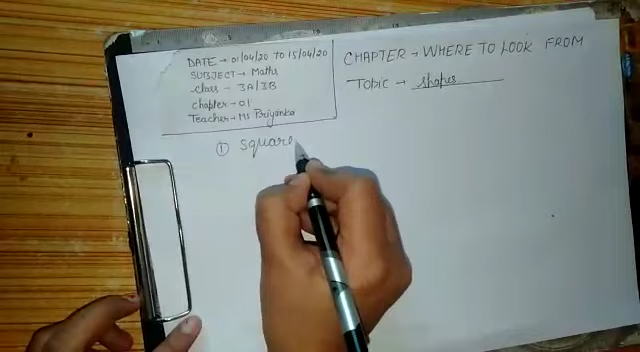 DATE → 01/04/20 TO 15/04/20
SUBJECT → Maths
Class - 3A/3B
Chapter → 01
Teacher → Ms Priyanka
CHAPTER → WHERE TO LOOK FROM
TOPIC → Shapes
① Square